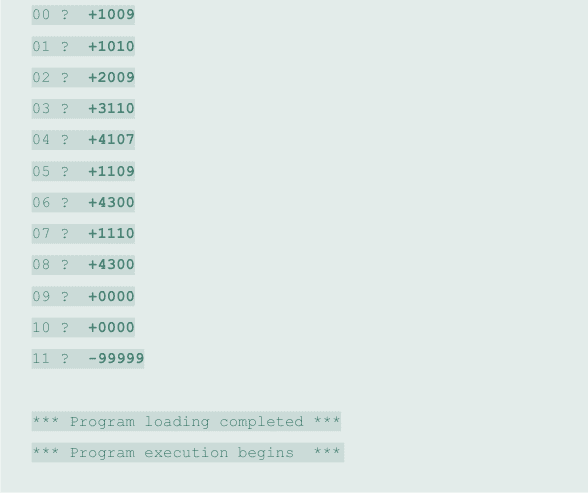 00 ? +1009
01 ? +1010
02 ? +2009
03 ? +3110
04 ? +4107
05 ? +1109
06 ? +4300
07 ? +1110
08 ? +4300
09 ? +0000
10 ? +0000
11 ? -99999
*** Program loading completed ***
*** Program execution begins  ***